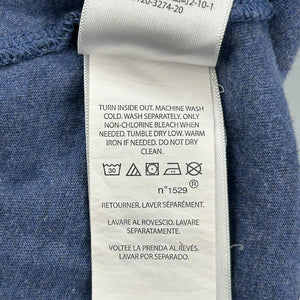 TURN INSIDE OUT. MACHINE WASH
COLD. WASH SEPARATELY. ONLY
NON-CHLORINE BLEACH WHEN
NEEDED. TUMBLE DRY LOW. WARM
IRON IF NEEDED. DO NOT DRY
CLEAN.
30
n°1529 ®
RETOURNER. LAVER SÉPARÉMENT.
LAVARE AL ROVESCIO. LAVARE
SEPARATAMENTE.
VOLTEE LA PRENDA AL REVÉS.
LAVAR POR SEPARADO.